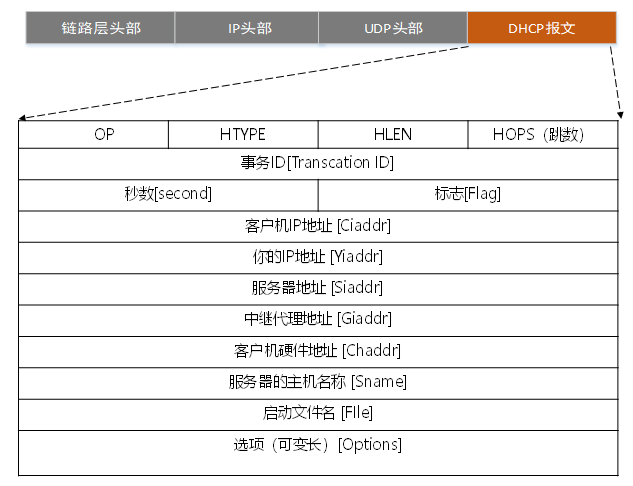 链路层头部 IP头部 UDP头部 DHCP报文
OP HTYPE HLEN HOPS（跳数）
事务ID[Transcation ID]
秒数[second] 标志[Flag]
客户机IP地址 [Ciaddr]
你的IP地址 [Yiaddr]
服务器地址 [Siaddr]
中继代理地址 [Giaddr]
客户机硬件地址 [Chaddr]
服务器的主机名称 [Sname]
启动文件名 [FIle]
选项（可变长）[Options]